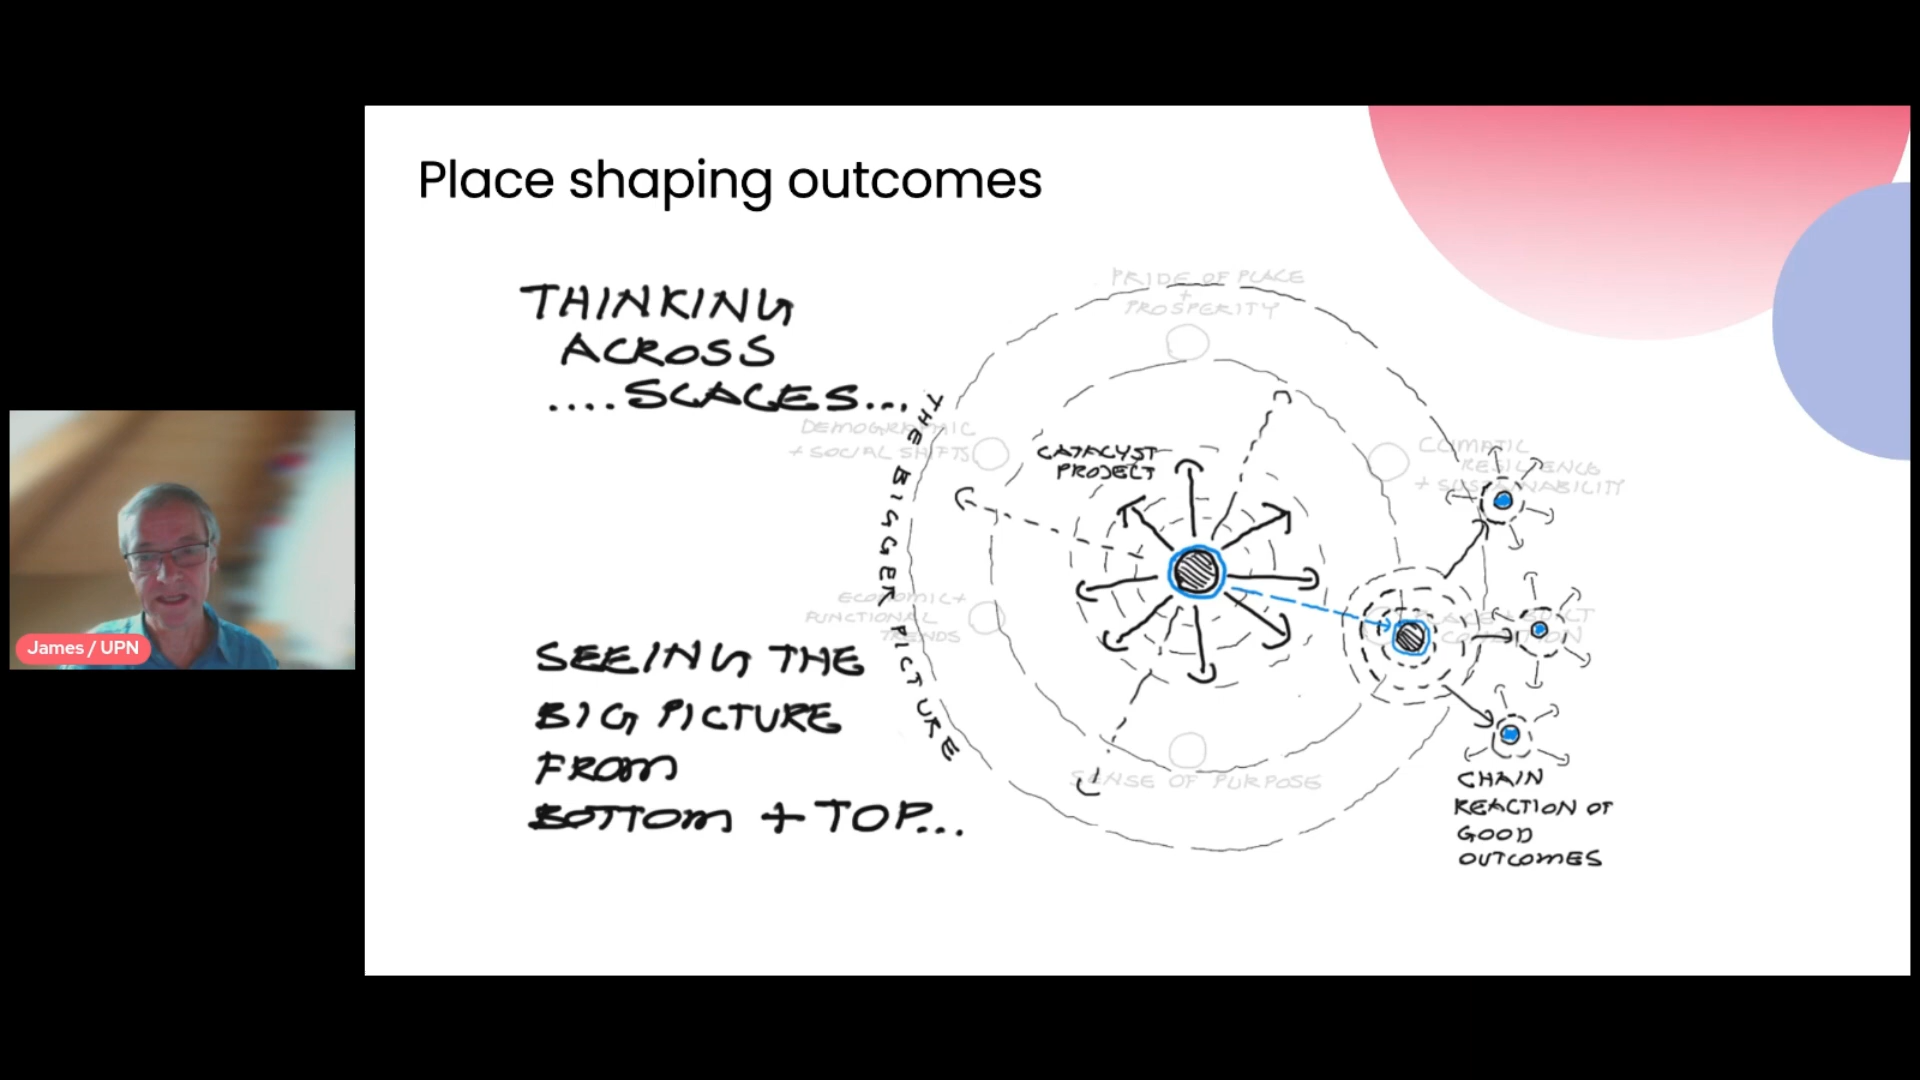 Place shaping outcomes
THINKING
ACROSS
....SCALES...
SEEING THE
BIG PICTURE
FROM
BOTTOM + TOP...
THE BIGGER PICTURE
PRIDE OF PLACE
+
PROSPERITY
DEMOGRAPHIC
+ SOCIAL SHIFTS
CATALYST
PROJECT
CLIMATIC
RESILIENCE
+ SUSTAINABILITY
ECONOMIC +
FUNCTIONAL
TRENDS
SENSE OF PURPOSE
CHAIN
REACTION OF
GOOD
OUTCOMES
James / UPN